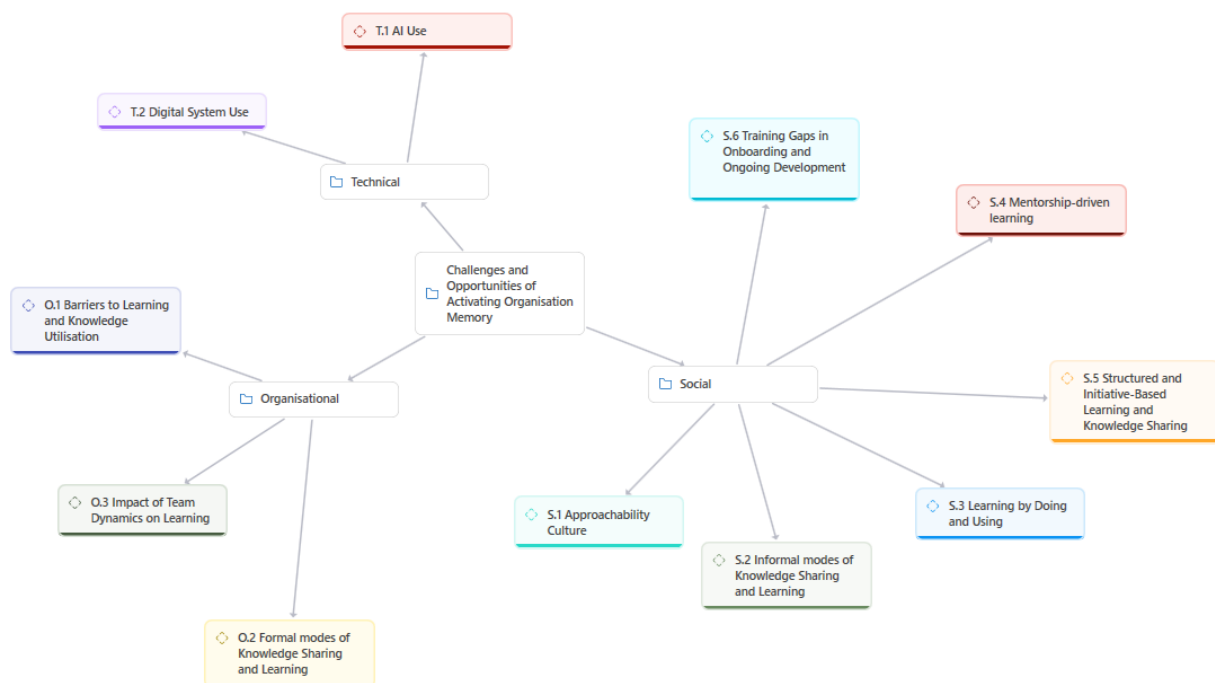 T.1 AI Use
T.2 Digital System Use
S.6 Training Gaps in
Onboarding and
Ongoing Development
Technical
S.4 Mentorship-driven
learning
Challenges and
Opportunities of
Activating Organisation
Memory
O.1 Barriers to Learning
and Knowledge
Utilisation
Organisational
Social
S.5 Structured and
Initiative-Based
Learning and
Knowledge Sharing
O.3 Impact of Team
Dynamics on Learning
S.1 Approachability
Culture
S.3 Learning by Doing
and Using
S.2 Informal modes of
Knowledge Sharing
and Learning
O.2 Formal modes of
Knowledge Sharing
and Learning